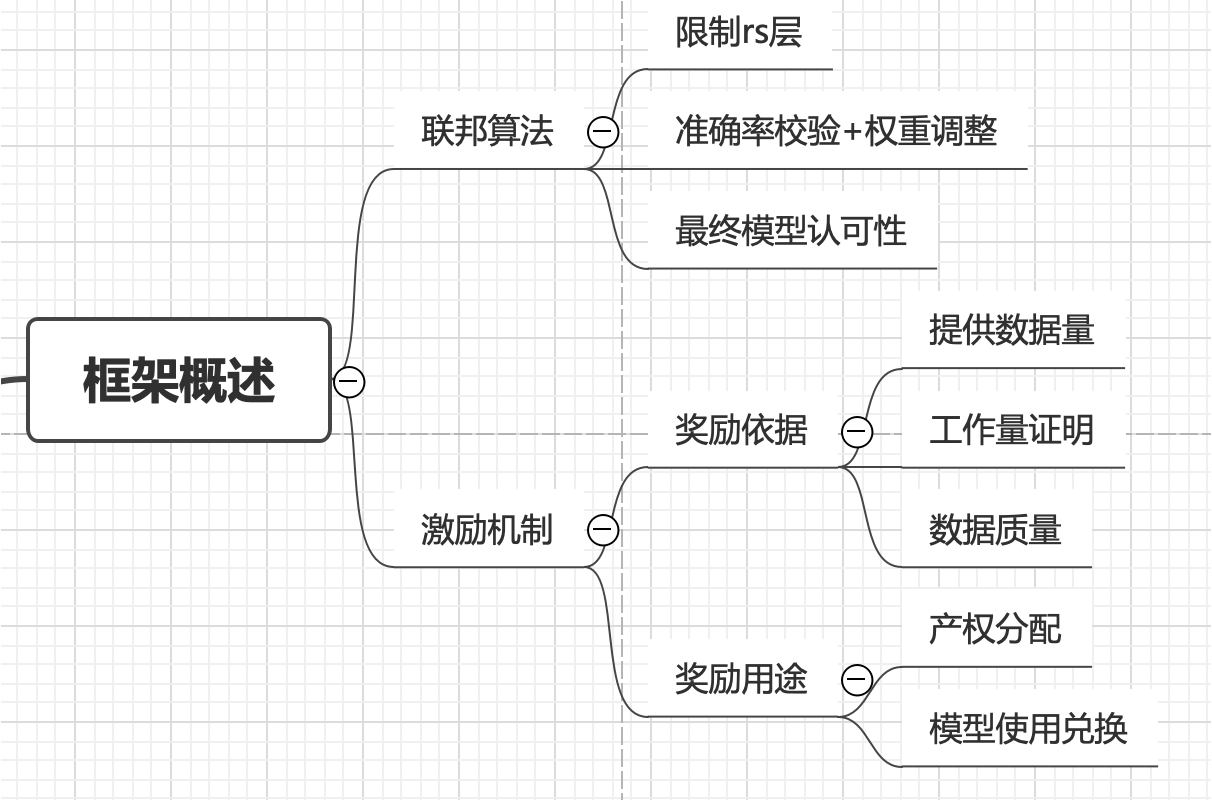 限制rs层
联邦算法
准确率校验+权重调整
最终模型认可性
框架概述
提供数据量
奖励依据
工作量证明
激励机制
数据质量
产权分配
奖励用途
模型使用兑换